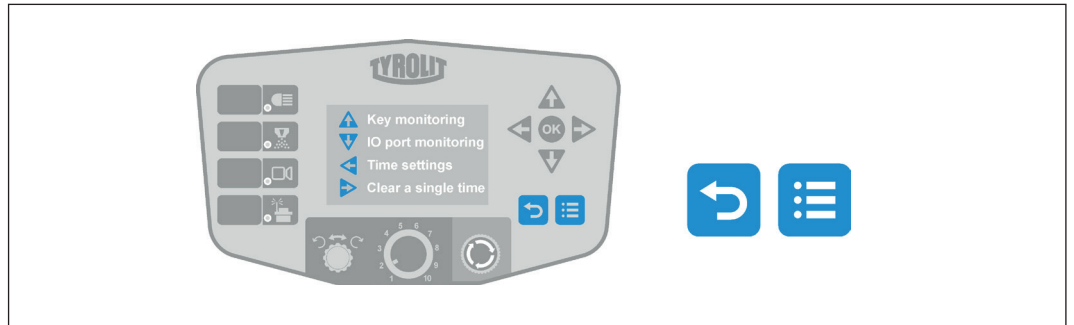 TYROLIT
Key monitoring
IO port monitoring
Time settings
Clear a single time
OK
1
2
3
4
5
6
7
8
9
10